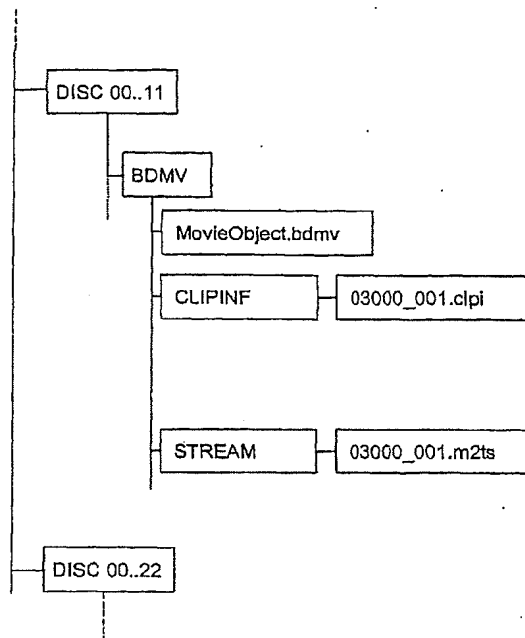 DISC 00..11
BDMV
MovieObject.bdmv
CLIPINF
03000_001.clpi
STREAM
03000_001.m2ts
DISC 00..22